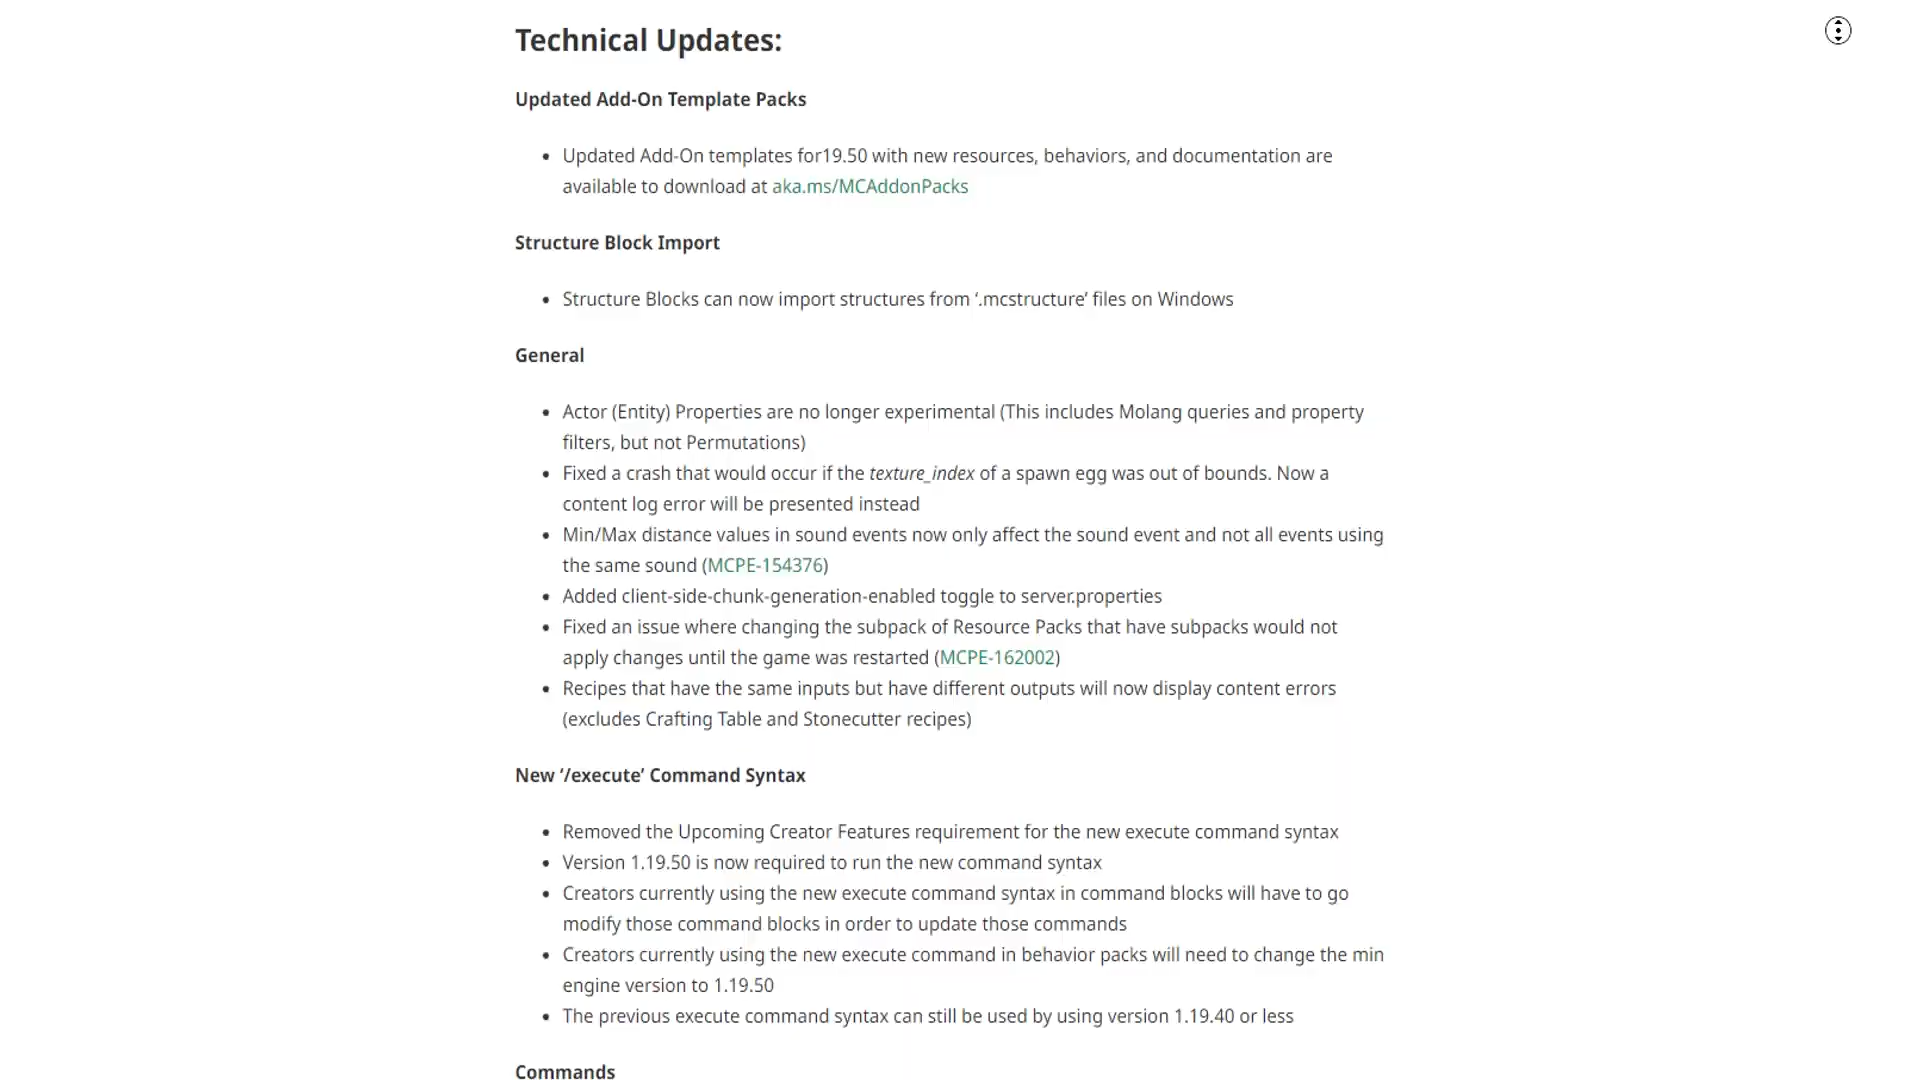 Technical Updates:
Updated Add-On Template Packs
• Updated Add-On templates for19.50 with new resources, behaviors, and documentation are
available to download at aka.ms/MCAddonPacks
Structure Block Import
• Structure Blocks can now import structures from ‘.mcstructure’ files on Windows
General
• Actor (Entity) Properties are no longer experimental (This includes Molang queries and property
filters, but not Permutations)
• Fixed a crash that would occur if the texture_index of a spawn egg was out of bounds. Now a
content log error will be presented instead
• Min/Max distance values in sound events now only affect the sound event and not all events using
the same sound (MCPE-154376)
• Added client-side-chunk-generation-enabled toggle to server.properties
• Fixed an issue where changing the subpack of Resource Packs that have subpacks would not
apply changes until the game was restarted (MCPE-162002)
• Recipes that have the same inputs but have different outputs will now display content errors
(excludes Crafting Table and Stonecutter recipes)
New ‘/execute’ Command Syntax
• Removed the Upcoming Creator Features requirement for the new execute command syntax
• Version 1.19.50 is now required to run the new command syntax
• Creators currently using the new execute command syntax in command blocks will have to go
modify those command blocks in order to update those commands
• Creators currently using the new execute command in behavior packs will need to change the min
engine version to 1.19.50
• The previous execute command syntax can still be used by using version 1.19.40 or less
Commands